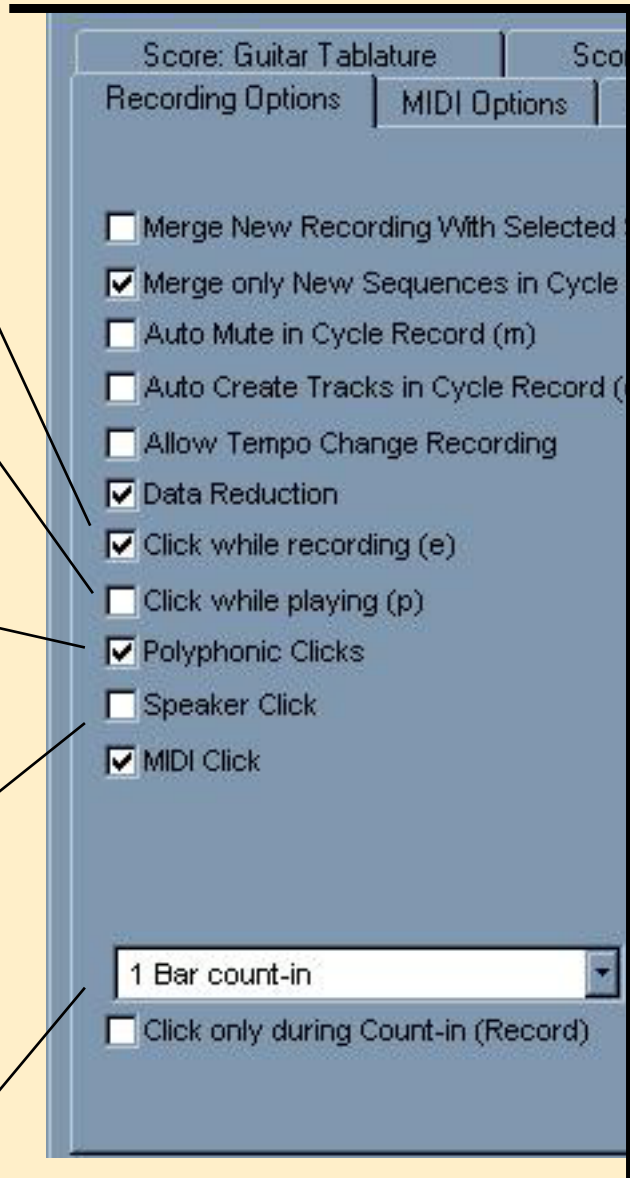 Score: Guitar Tablature
Recording Options MIDI Options
Merge New Recording With Selected
Merge only New Sequences in Cycle
Auto Mute in Cycle Record (m)
Auto Create Tracks in Cycle Record
Allow Tempo Change Recording
Data Reduction
Click while recording (e)
Click while playing (p)
Polyphonic Clicks
Speaker Click
MIDI Click
1 Bar count-in
Click only during Count-in (Record)